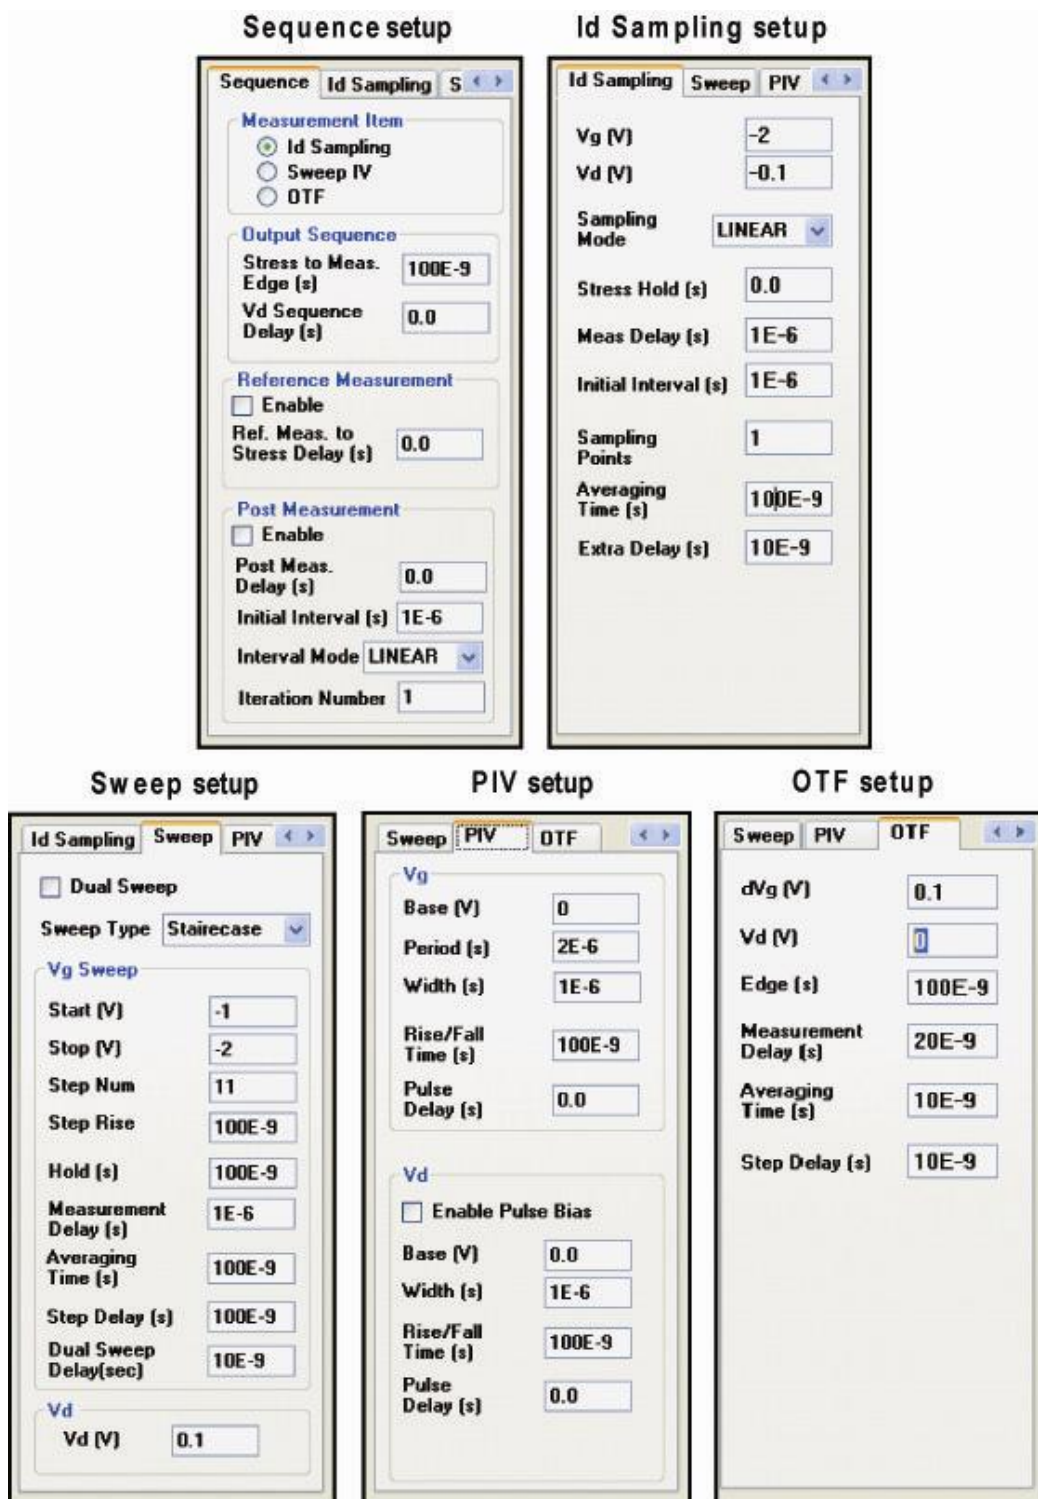 Sequence setup
Sequence Id Sampling S
Measurement Item
Id Sampling
Sweep IV
OTF
Output Sequence
Stress to Meas. Edge (s) 100E-9
Vd Sequence Delay (s) 0.0
Reference Measurement
Enable
Ref. Meas. to Stress Delay (s) 0.0
Post Measurement
Enable
Post Meas. Delay (s) 0.0
Initial Interval (s) 1E-6
Interval Mode LINEAR
Iteration Number 1
Id Sampling setup
Id Sampling Sweep PIV
Vg (V) -2
Vd (V) -0.1
Sampling Mode LINEAR
Stress Hold (s) 0.0
Meas Delay (s) 1E-6
Initial Interval (s) 1E-6
Sampling Points 1
Averaging Time (s) 100E-9
Extra Delay (s) 10E-9
Sweep setup
Id Sampling Sweep PIV
Dual Sweep
Sweep Type Stairecase
Vg Sweep
Start (V) -1
Stop (V) -2
Step Num 11
Step Rise 100E-9
Hold (s) 100E-9
Measurement Delay (s) 1E-6
Averaging Time (s) 100E-9
Step Delay (s) 100E-9
Dual Sweep Delay(sec) 10E-9
Vd
Vd (V) 0.1
PIV setup
Sweep PIV OTF
Vg
Base (V) 0
Period (s) 2E-6
Width (s) 1E-6
Rise/Fall Time (s) 100E-9
Pulse Delay (s) 0.0
Vd
Enable Pulse Bias
Base (V) 0.0
Width (s) 1E-6
Rise/Fall Time (s) 100E-9
Pulse Delay (s) 0.0
OTF setup
Sweep PIV OTF
dVg (V) 0.1
Vd (V) 0
Edge (s) 100E-9
Measurement Delay (s) 20E-9
Averaging Time (s) 10E-9
Step Delay (s) 10E-9